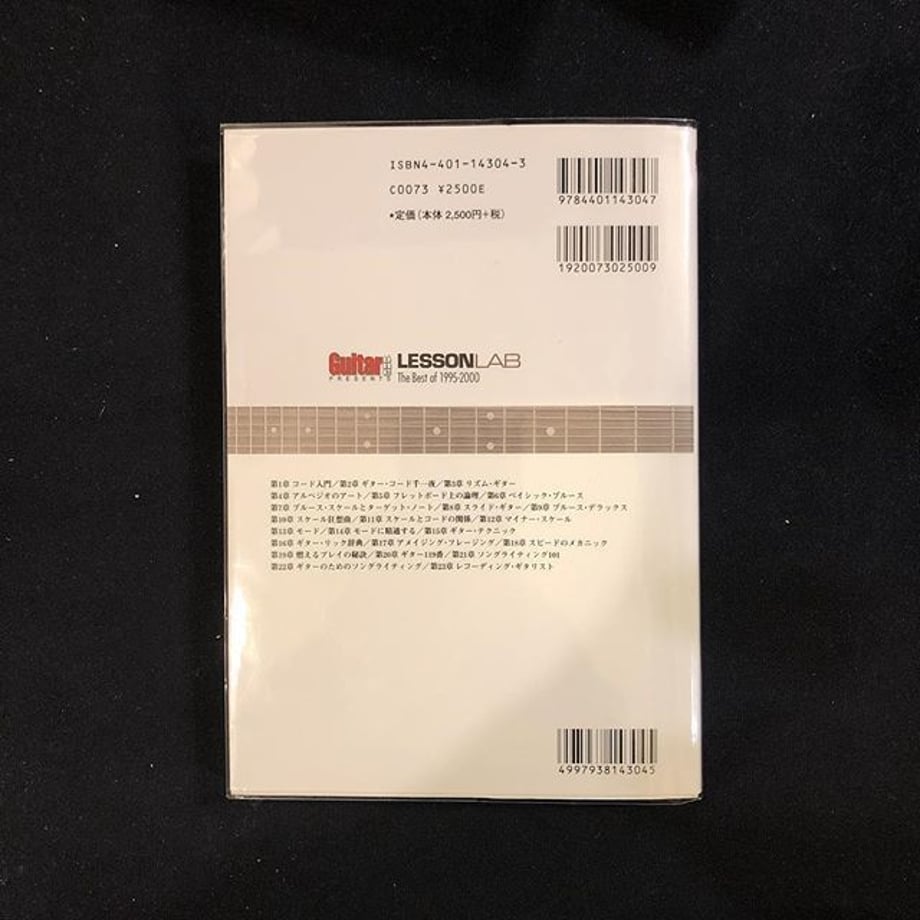 ISBN4-401-14304-3
C0073 ¥2500E
*定価(本体 2,500円+税)
9784401143047
1920073025009
Guitar
PRESENTS
LESSON LAB
The Best of 1995-2000
第1章 コード入門/第2章 ギター・コード千一夜/第3章 リズム・ギター
第4章 アルペジオのアート/第5章 フレットボード上の論理/第6章 ベイシック・ブルース
第7章 ブルース・スケールとターゲット・ノート/第8章 スライド・ギター/第9章 ブルース・デラックス
第10章 スケール狂想曲/第11章 スケールとコードの関係/第12章 マイナー・スケール
第13章 モード/第14章 モードに精通する/第15章 ギター・テクニック
第16章 ギター・リック辞典/第17章 アメイジング・フレージング/第18章 スピードのメカニック
第19章 燃えるプレイの秘訣/第20章 ギター119番/第21章 ソングライティング101
第22章 ギターのためのソングライティング/第23章 レコーディング・ギタリスト
4997938143045